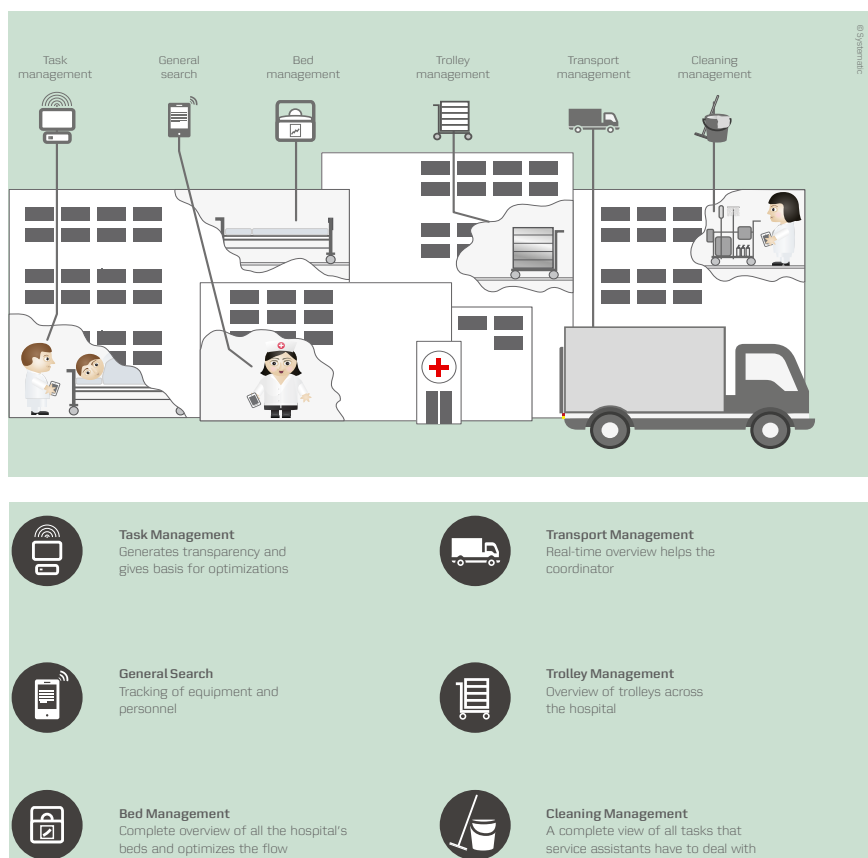 © Systematic
Task
management
General
search
Bed
management
Trolley
management
Transport
management
Cleaning
management
Task Management
Generates transparency and
gives basis for optimizations
Transport Management
Real-time overview helps the
coordinator
General Search
Tracking of equipment and
personnel
Trolley Management
Overview of trolleys across
the hospital
Bed Management
Complete overview of all the hospital's
beds and optimizes the flow
Cleaning Management
A complete view of all tasks that
service assistants have to deal with